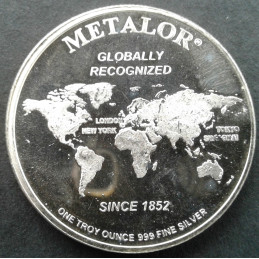 METALOR®
GLOBALLY
RECOGNIZED
LONDON
NEW YORK
TOKYO
SINCE 1852
ONE TROY OUNCE 999 FINE SILVER